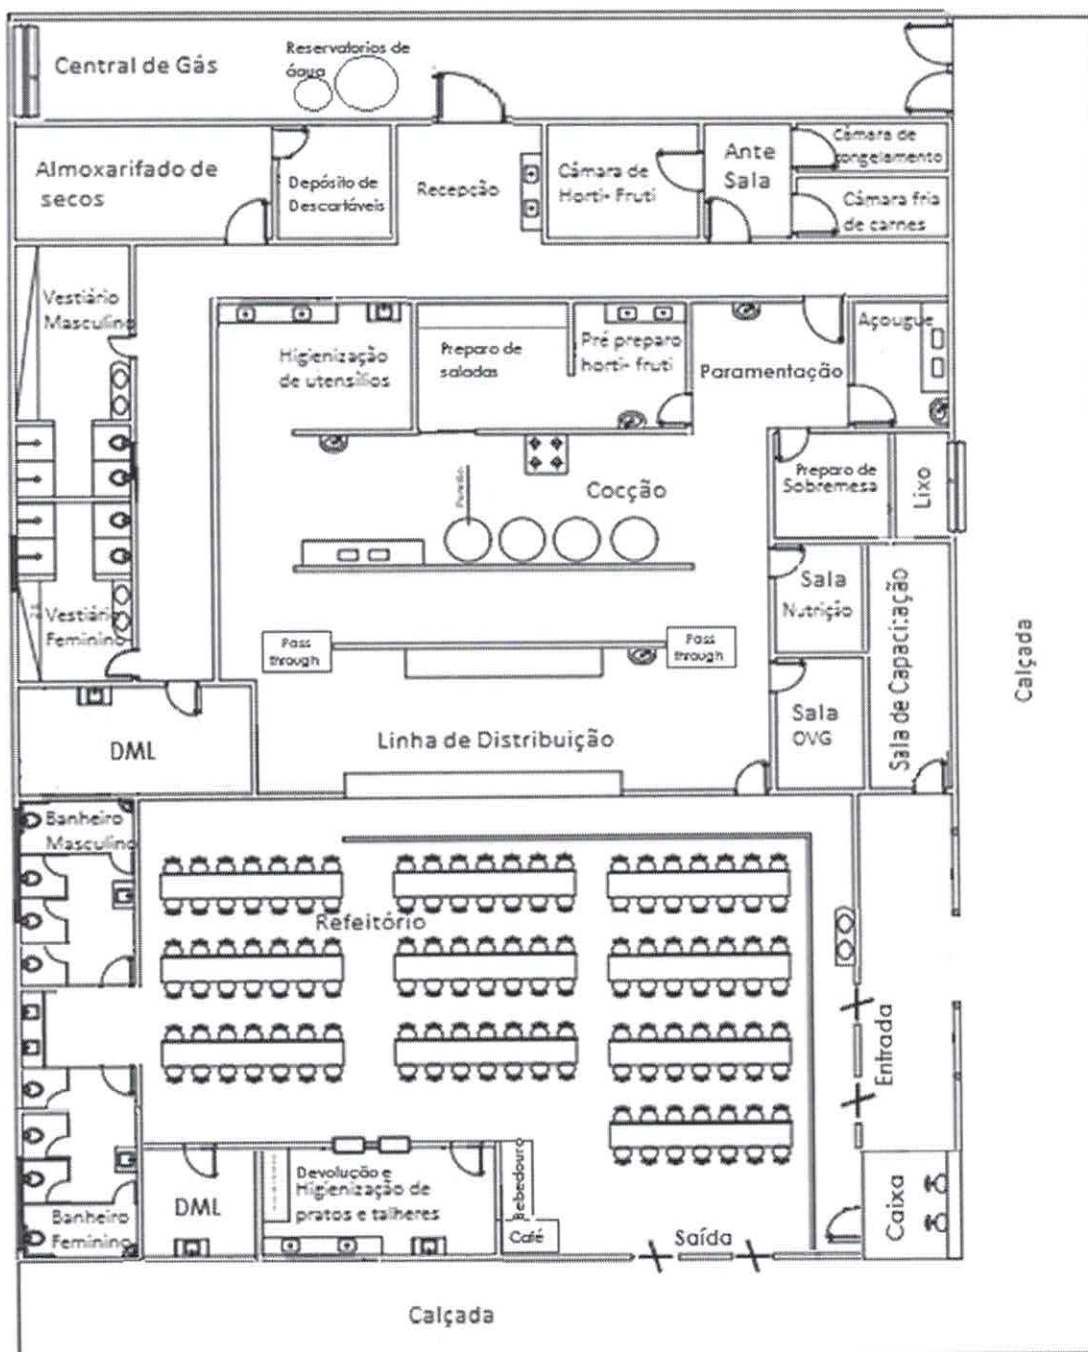 Central de Gás
Reservatorios de
água
Almoxarifado de
secos
Depósito de
Descartáveis
Recepção
Câmara de
Horti- Fruti
Ante
Sala
Câmara de
congelamento
Câmara fria
de carnes
Vestiário
Masculino
Higienização
de utensílios
Preparo de
saladas
Pré preparo
horti- fruti
Paramentação
Açougue
Cocção
Preparo de
Sobremesa
Lixo
Vestiário
Feminino
Pass
through
Pass
through
Sala
Nutrição
Sala de Capacitação
Calçada
DML
Linha de Distribuição
Sala
OVG
Banheiro
Masculino
Refeitório
Entrada
Banheiro
Feminino
DML
Devolução e
Higienização de
pratos e talheres
Bebedouro
Café
Saída
Caixa
Calçada